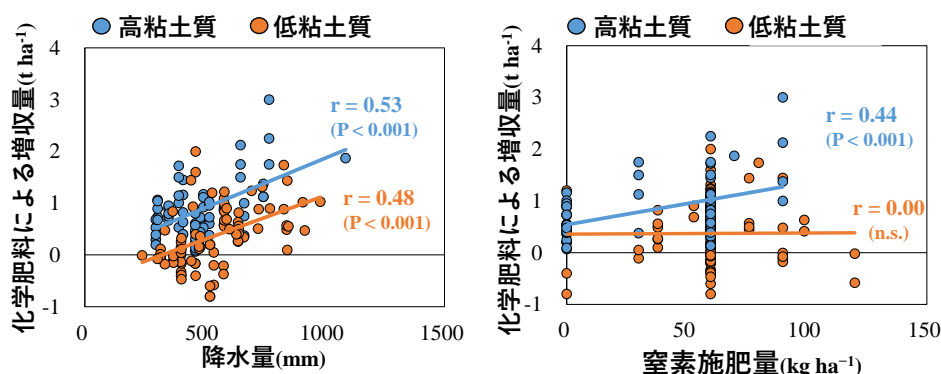 高粘土質 低粘土質
化学肥料による増収量(t ha⁻¹)
4
3
2
1
0
-1
r = 0.53
(P < 0.001)
r = 0.48
(P < 0.001)
0 500 1000 1500
降水量(mm)
高粘土質 低粘土質
化学肥料による増収量(t ha⁻¹)
4
3
2
1
0
-1
r = 0.44
(P < 0.001)
r = 0.00
(n.s.)
0 50 100 150
窒素施肥量(kg ha⁻¹)